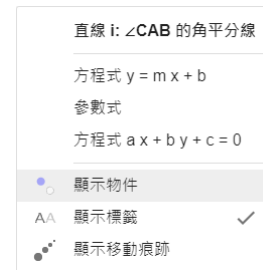 直線 i: ∠CAB 的角平分線
方程式 y = m x + b
參數式
方程式 a x + b y + c = 0
顯示物件
AA 顯示標籤
顯示移動痕跡